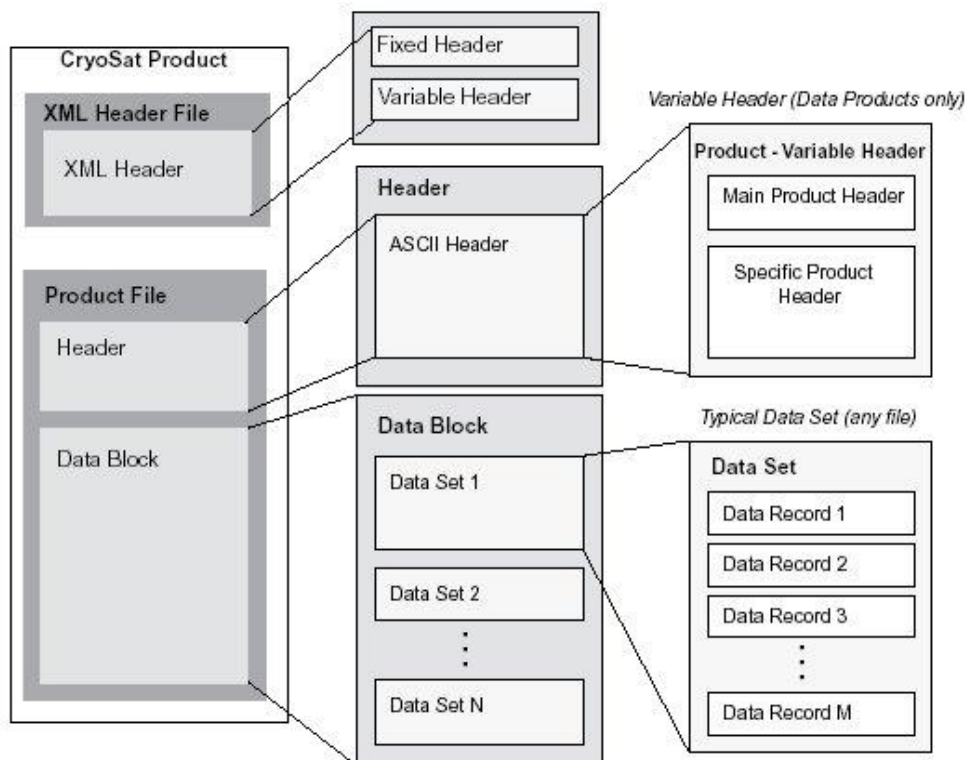 CryoSat Product
XML Header File
XML Header
Product File
Header
Data Block
Fixed Header
Variable Header
Header
ASCII Header
Data Block
Data Set 1
Data Set 2
Data Set N
Variable Header (Data Products only)
Product - Variable Header
Main Product Header
Specific Product
Header
Typical Data Set (any file)
Data Set
Data Record 1
Data Record 2
Data Record 3
Data Record M